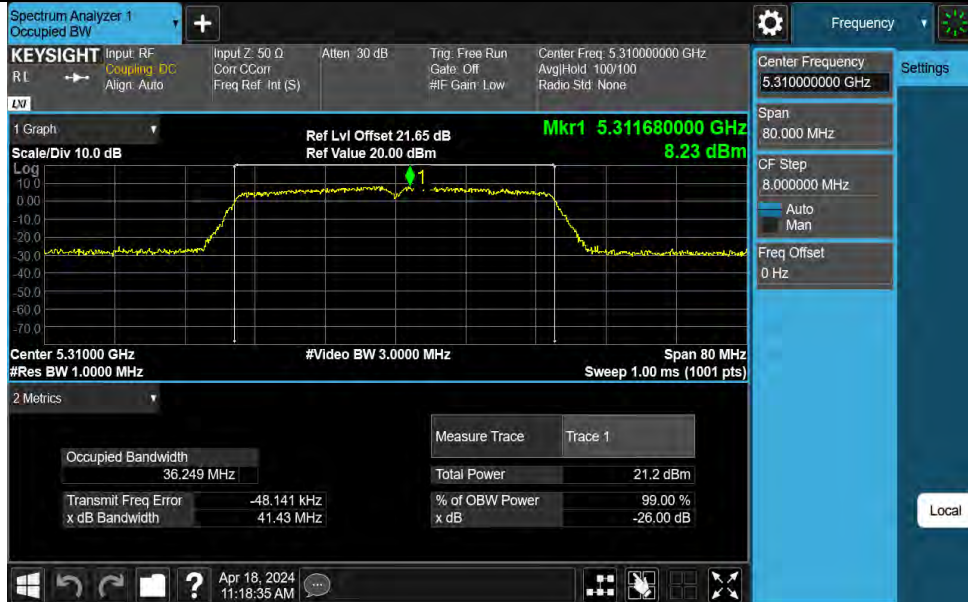 Spectrum Analyzer 1
Occupied BW
Frequency
KEYSIGHT
Input: RF
Coupling: DC
Align: Auto
Input Z: 50 Ω
Corr CCorr
Freq Ref: Int (S)
Atten: 30 dB
Trig: Free Run
Gate: Off
#IF Gain: Low
Center Freq: 5.310000000 GHz
Avg|Hold: 100/100
Radio Std: None
LXI
Center Frequency
5.310000000 GHz
Settings
Span
80.000 MHz
CF Step
8.000000 MHz
Auto
Man
Freq Offset
0 Hz
Local
1 Graph
Scale/Div 10.0 dB
Ref Lvl Offset 21.65 dB
Ref Value 20.00 dBm
Mkr1 5.311680000 GHz
8.23 dBm
Log
10.0
0.00
-10.0
-20.0
-30.0
-40.0
-50.0
-60.0
-70.0
1
Center 5.31000 GHz
#Video BW 3.0000 MHz
Span 80 MHz
#Res BW 1.0000 MHz
Sweep 1.00 ms (1001 pts)
2 Metrics
Measure Trace
Trace 1
Occupied Bandwidth
36.249 MHz
Total Power
21.2 dBm
Transmit Freq Error
-48.141 kHz
% of OBW Power
99.00 %
x dB Bandwidth
41.43 MHz
x dB
-26.00 dB
Apr 18, 2024
11:18:35 AM